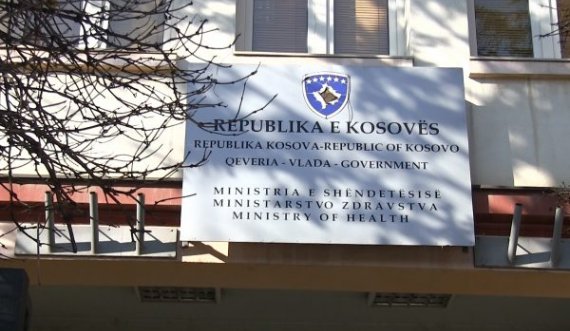 REPUBLIKA E KOSOVËS
REPUBLIKA KOSOVA-REPUBLIC OF KOSOVO
QEVERIA - VLADA - GOVERNMENT
MINISTRIA E SHËNDETËSISË
MINISTARSTVO ZDRAVSTVA
MINISTRY OF HEALTH